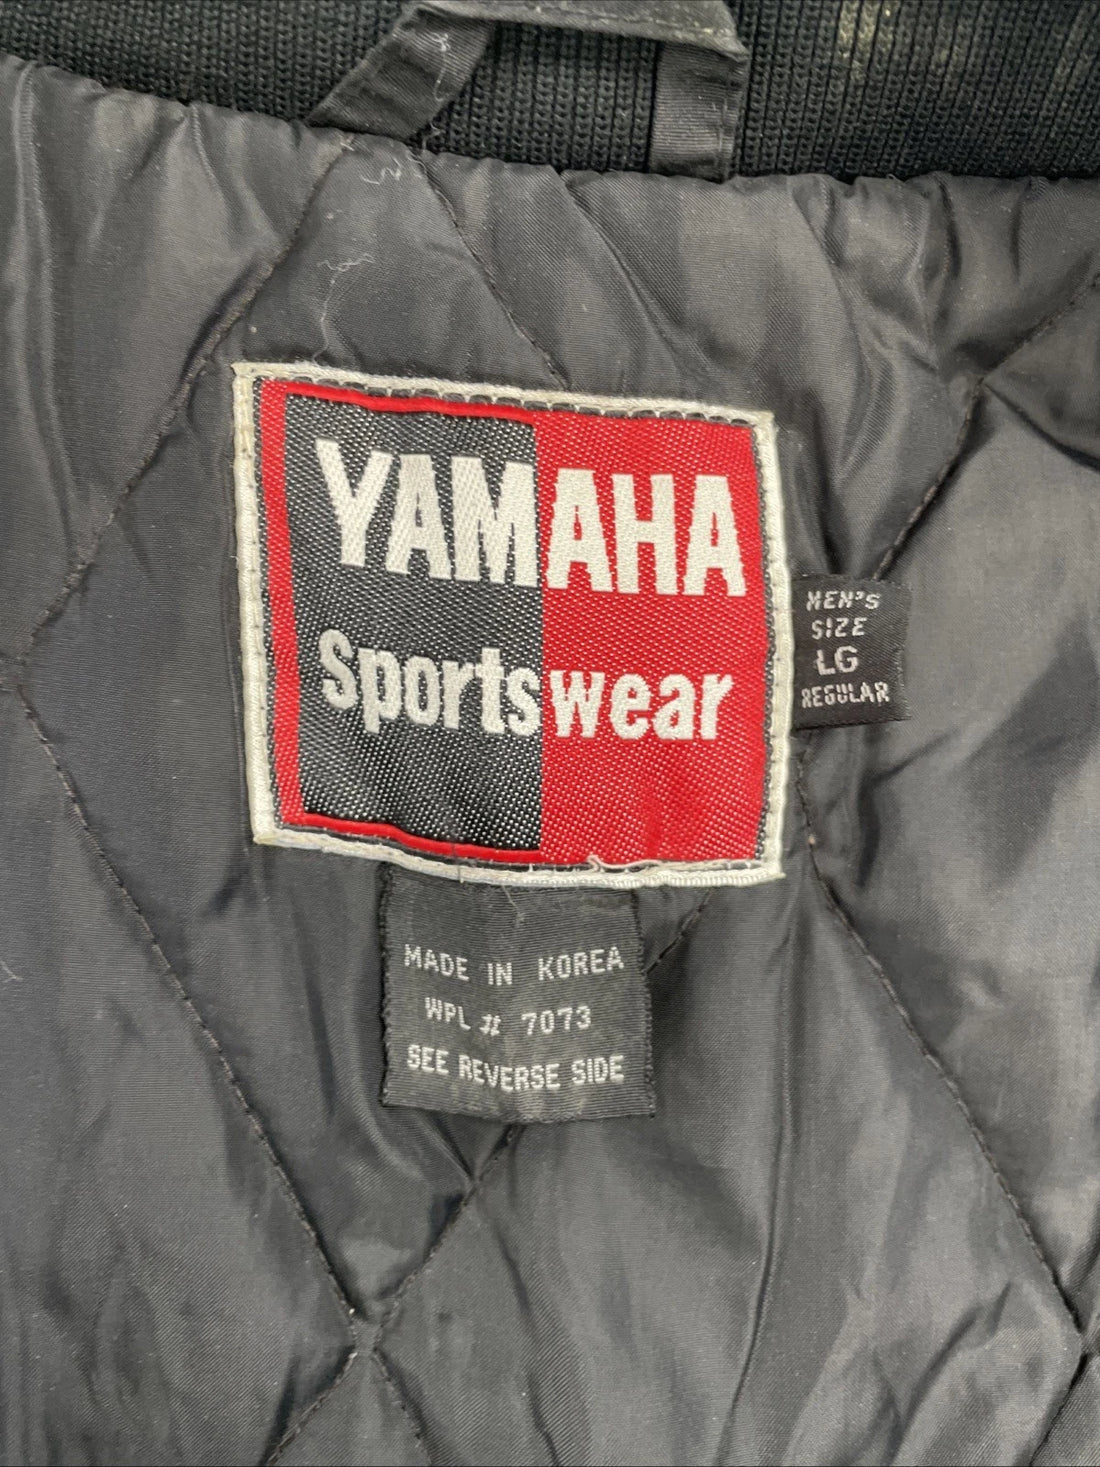 YAMAHA
Sportswear
MEN'S
SIZE
LG
REGULAR
MADE IN KOREA
WPL # 7073
SEE REVERSE SIDE